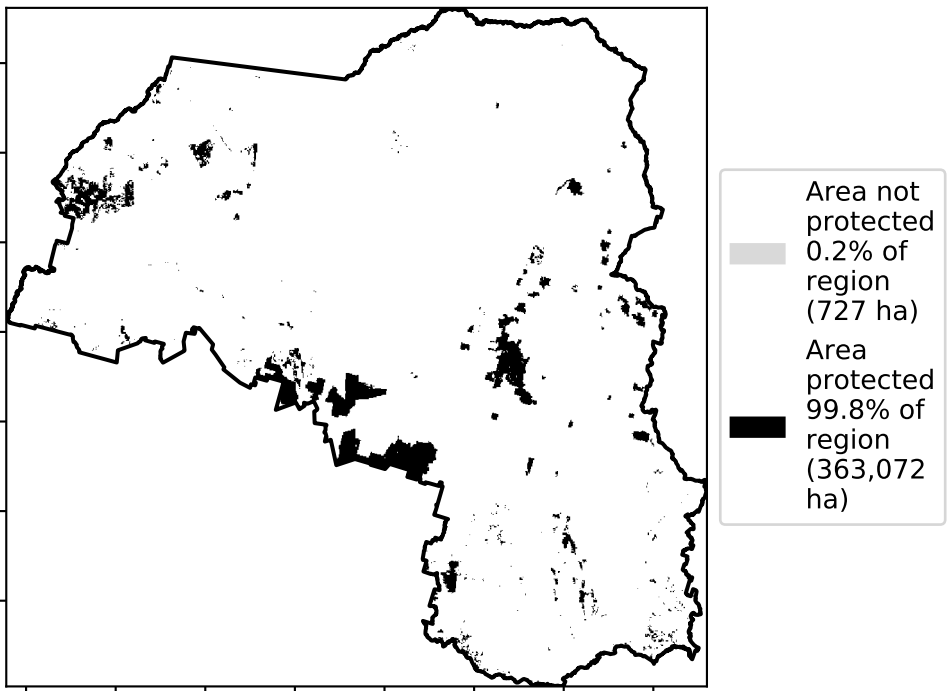 Area not
protected
0.2% of
region
(727 ha)
Area
protected
99.8% of
region
(363,072
ha)